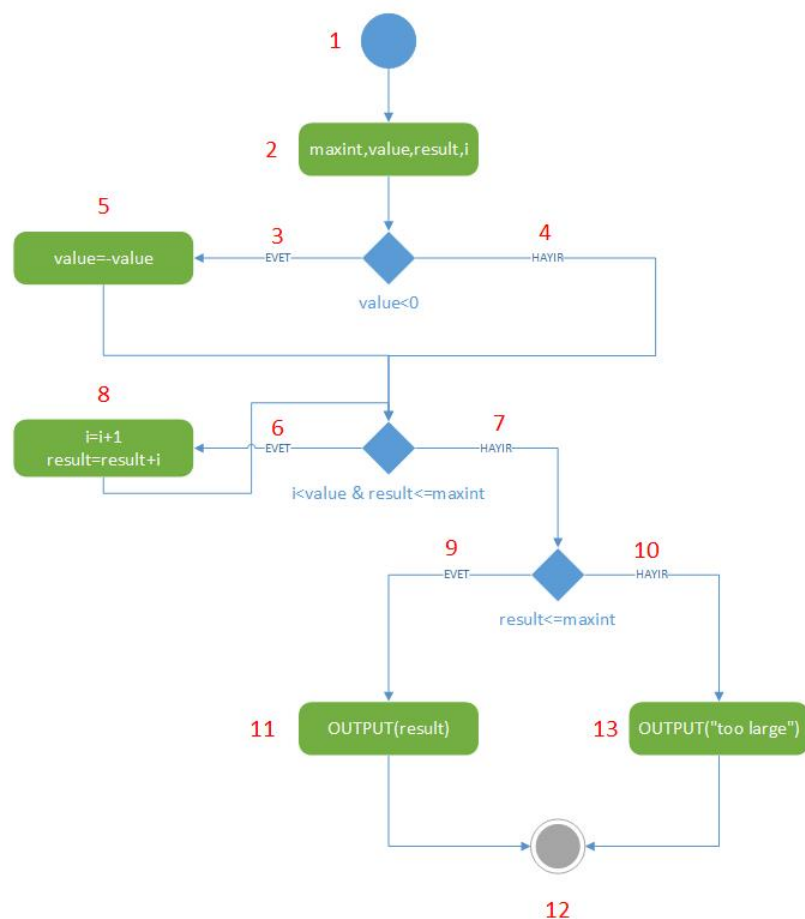 1
2
maxint,value,result,i
5
3
4
value=-value
EVET
HAYIR
value<0
8
6
7
i=i+1
result=result+i
EVET
HAYIR
i<value & result<=maxint
9
10
EVET
HAYIR
result<=maxint
11
OUTPUT(result)
13
OUTPUT("too large")
12